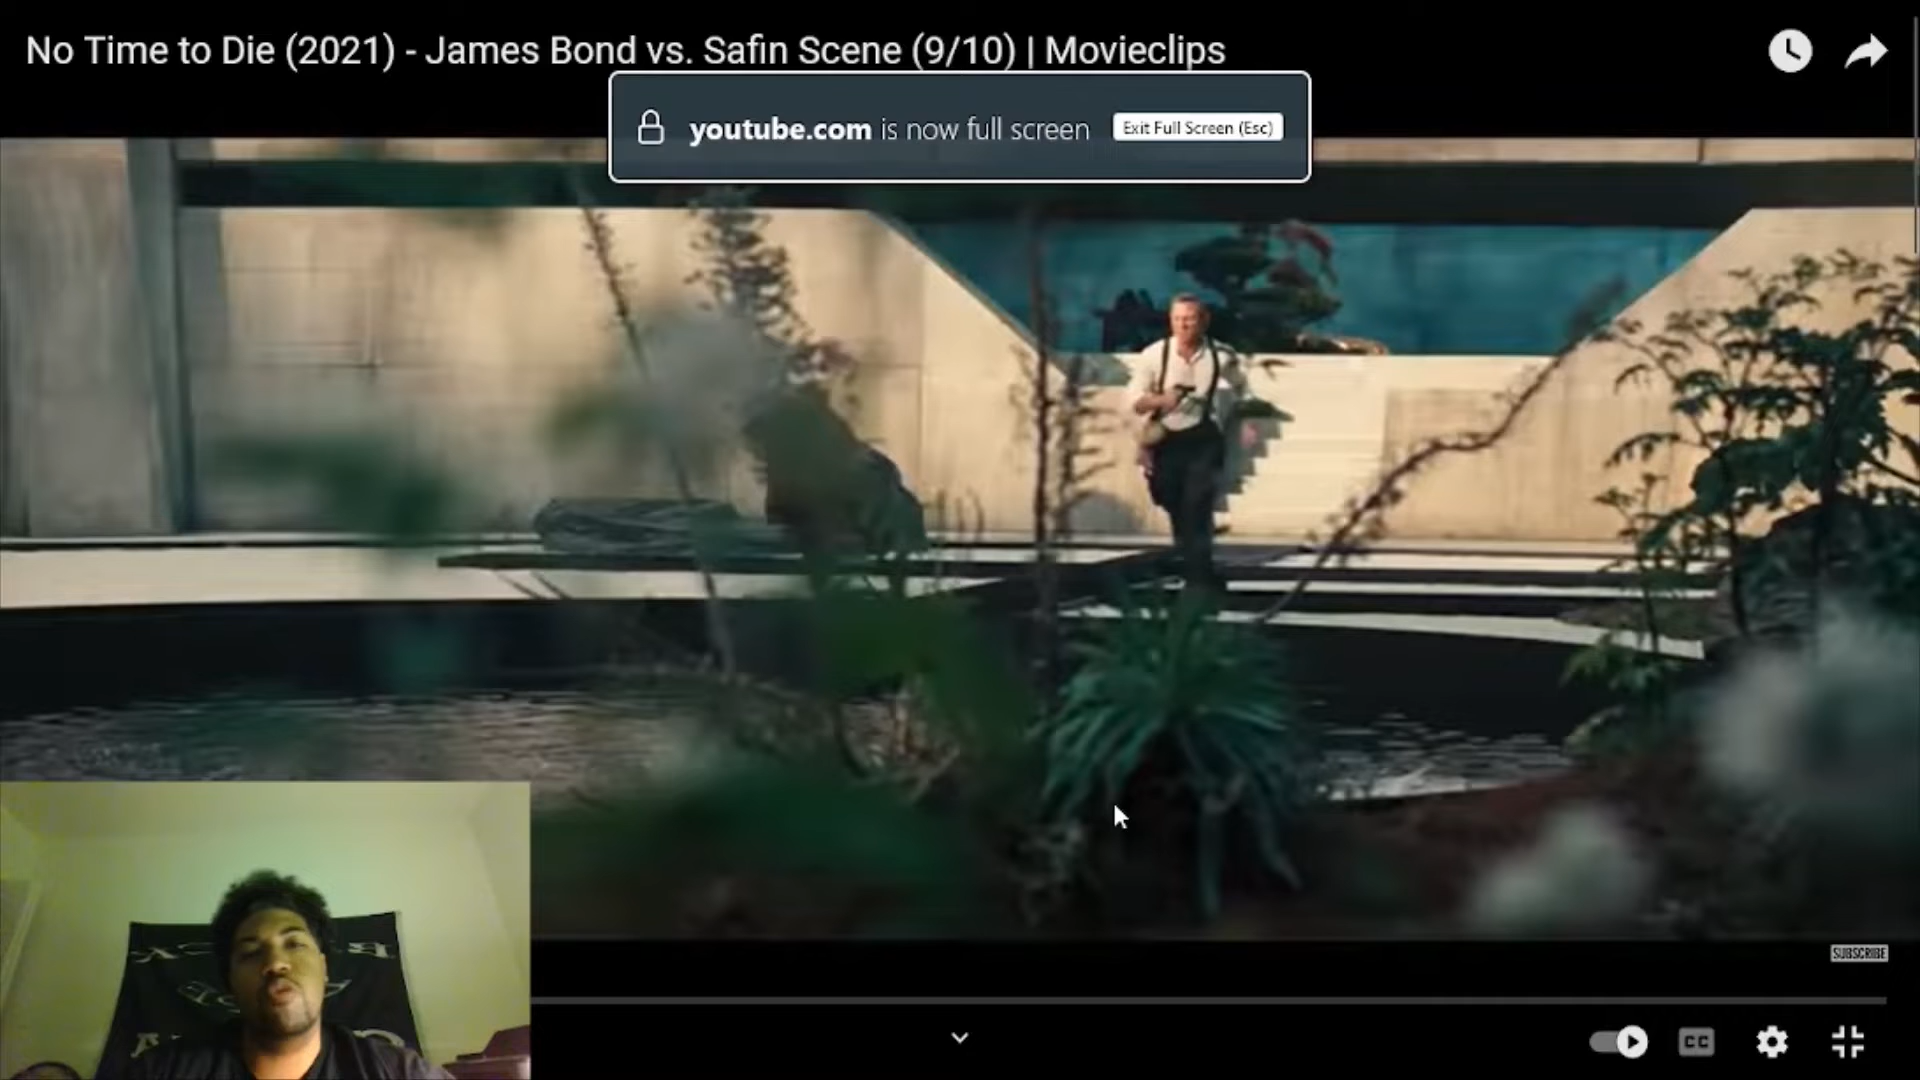 No Time to Die (2021) - James Bond vs. Safin Scene (9/10) | Movieclips
youtube.com is now full screen
Exit Full Screen (Esc)
SUBSCRIBE
CC